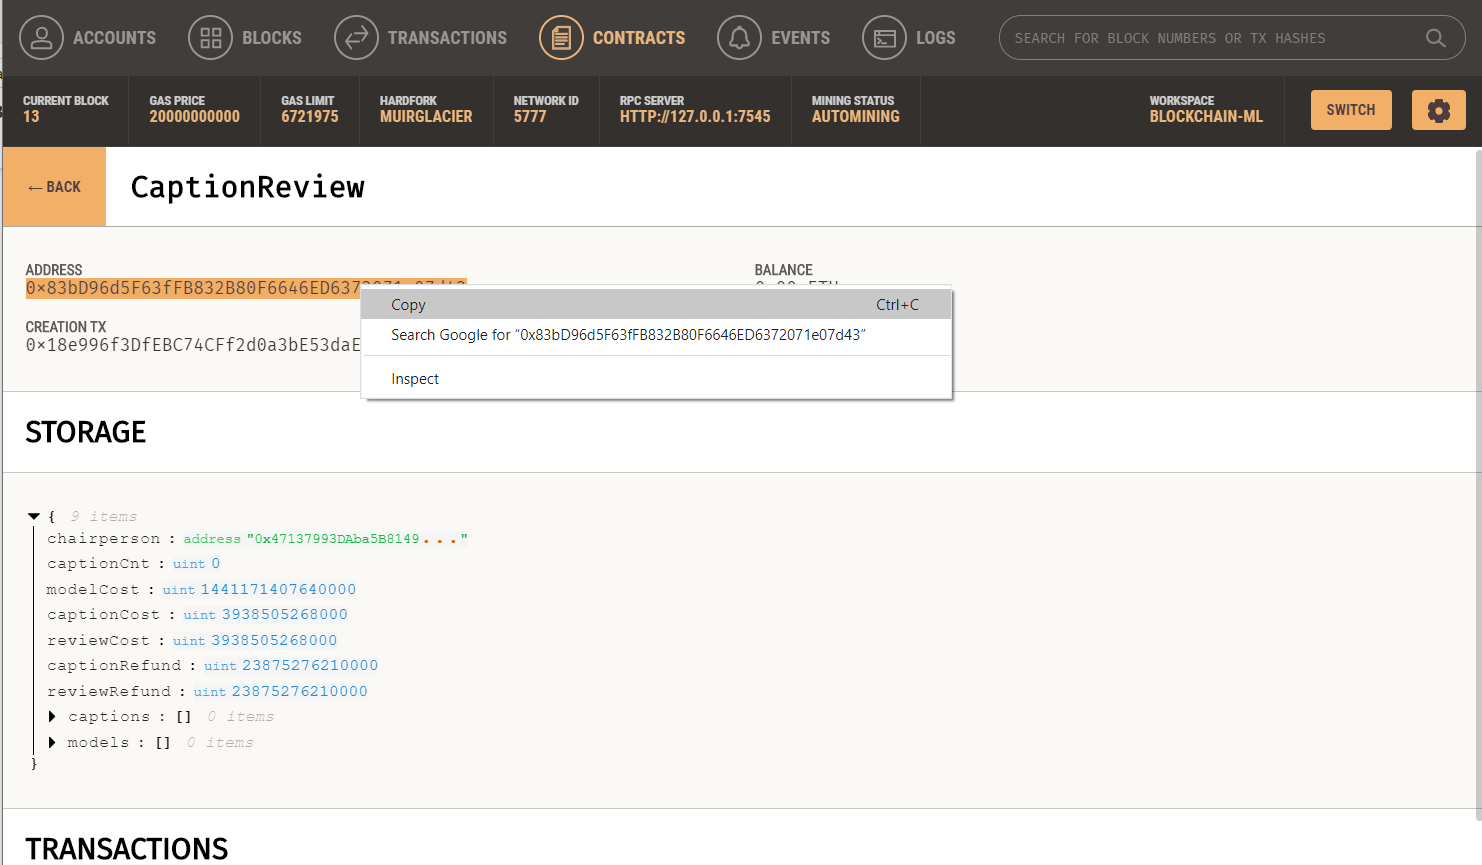 ACCOUNTS BLOCKS TRANSACTIONS CONTRACTS EVENTS LOGS SEARCH FOR BLOCK NUMBERS OR TX HASHES
CURRENT BLOCK GAS PRICE GAS LIMIT HARDFORK NETWORK ID RPC SERVER MINING STATUS WORKSPACE
13 20000000000 6721975 MUIRGLACIER 5777 HTTP://127.0.0.1:7545 AUTOMINING BLOCKCHAIN-ML SWITCH
← BACK CaptionReview
ADDRESS BALANCE
0×83bD96d5F63fFB832B80F6646ED6372071e07d43
Copy Ctrl+C
CREATION TX
0×18e996f3DfEBC74CFf2d0a3bE53daE
Search Google for “0x83bD96d5F63fFB832B80F6646ED6372071e07d43”
Inspect
STORAGE
{ 9 items
chairperson : address "0x47137993DAba5B8149..."
captionCnt : uint 0
modelCost : uint 1441171407640000
captionCost : uint 3938505268000
reviewCost : uint 3938505268000
captionRefund : uint 23875276210000
reviewRefund : uint 23875276210000
captions : [] 0 items
models : [] 0 items
}
TRANSACTIONS